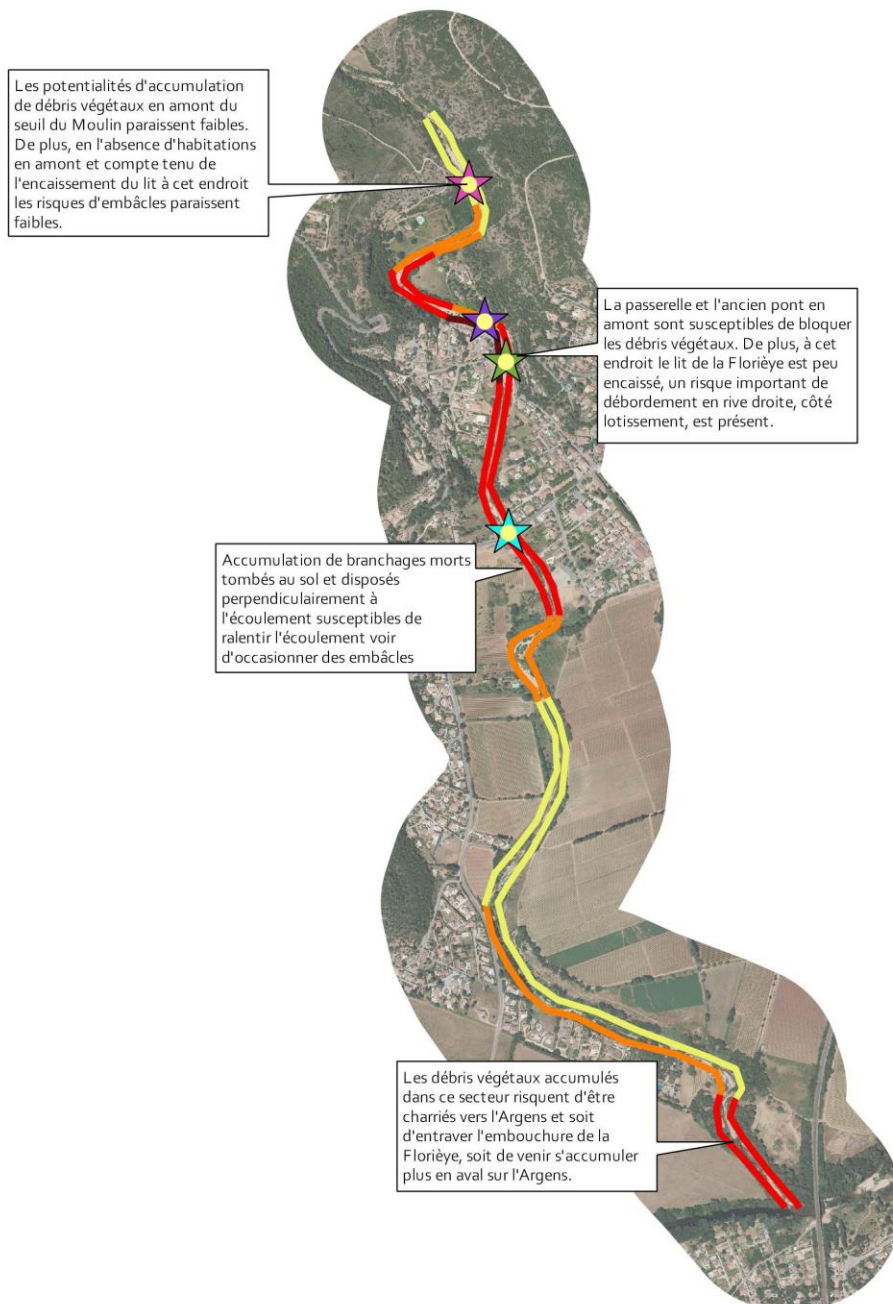 Les potentialités d'accumulation
de débris végétaux en amont du
seuil du Moulin paraissent faibles.
De plus, en l'absence d'habitations
en amont et compte tenu de
l'encaissement du lit à cet endroit
les risques d'embâcles paraissent
faibles.
La passerelle et l'ancien pont en
amont sont susceptibles de bloquer
les débris végétaux. De plus, à cet
endroit le lit de la Florièye est peu
encaissé, un risque important de
débordement en rive droite, côté
lotissement, est présent.
Accumulation de branchages morts
tombés au sol et disposés
perpendiculairement à
l'écoulement susceptibles de
ralentir l'écoulement voir
d'occasionner des embâcles
Les débris végétaux accumulés
dans ce secteur risquent d'être
charriés vers l'Argens et soit
d'entraver l'embouchure de la
Florièye, soit de venir s'accumuler
plus en aval sur l'Argens.